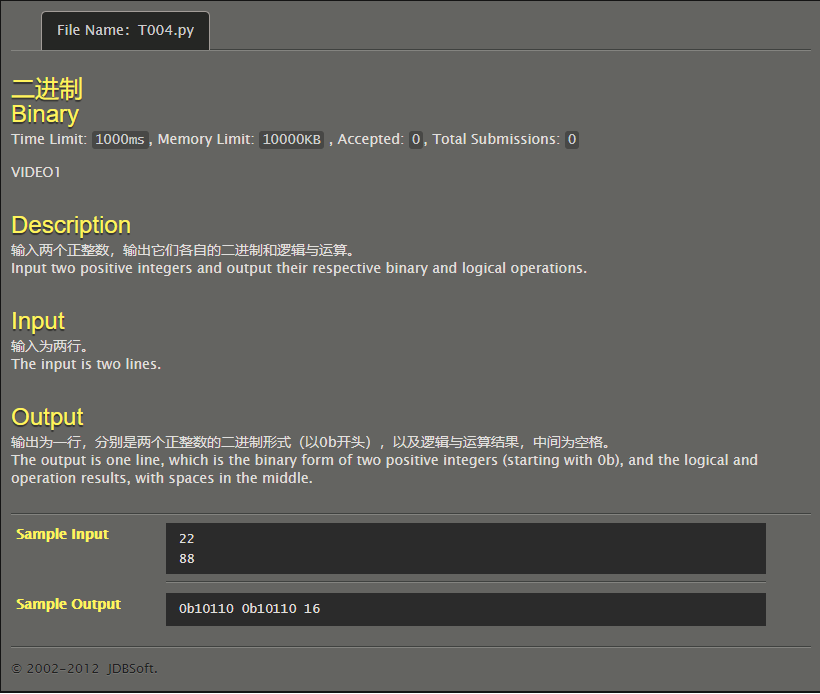 File Name: T004.py
二进制
Binary
Time Limit: 1000ms, Memory Limit: 10000KB , Accepted: 0, Total Submissions: 0
VIDEO1
Description
输入两个正整数，输出它们各自的二进制和逻辑与运算。
Input two positive integers and output their respective binary and logical operations.
Input
输入为两行。
The input is two lines.
Output
输出为一行，分别是两个正整数的二进制形式（以0b开头），以及逻辑与运算结果，中间为空格。
The output is one line, which is the binary form of two positive integers (starting with 0b), and the logical and
operation results, with spaces in the middle.
Sample Input
22
88
Sample Output
0b10110 0b10110 16
© 2002-2012 JDBSoft.